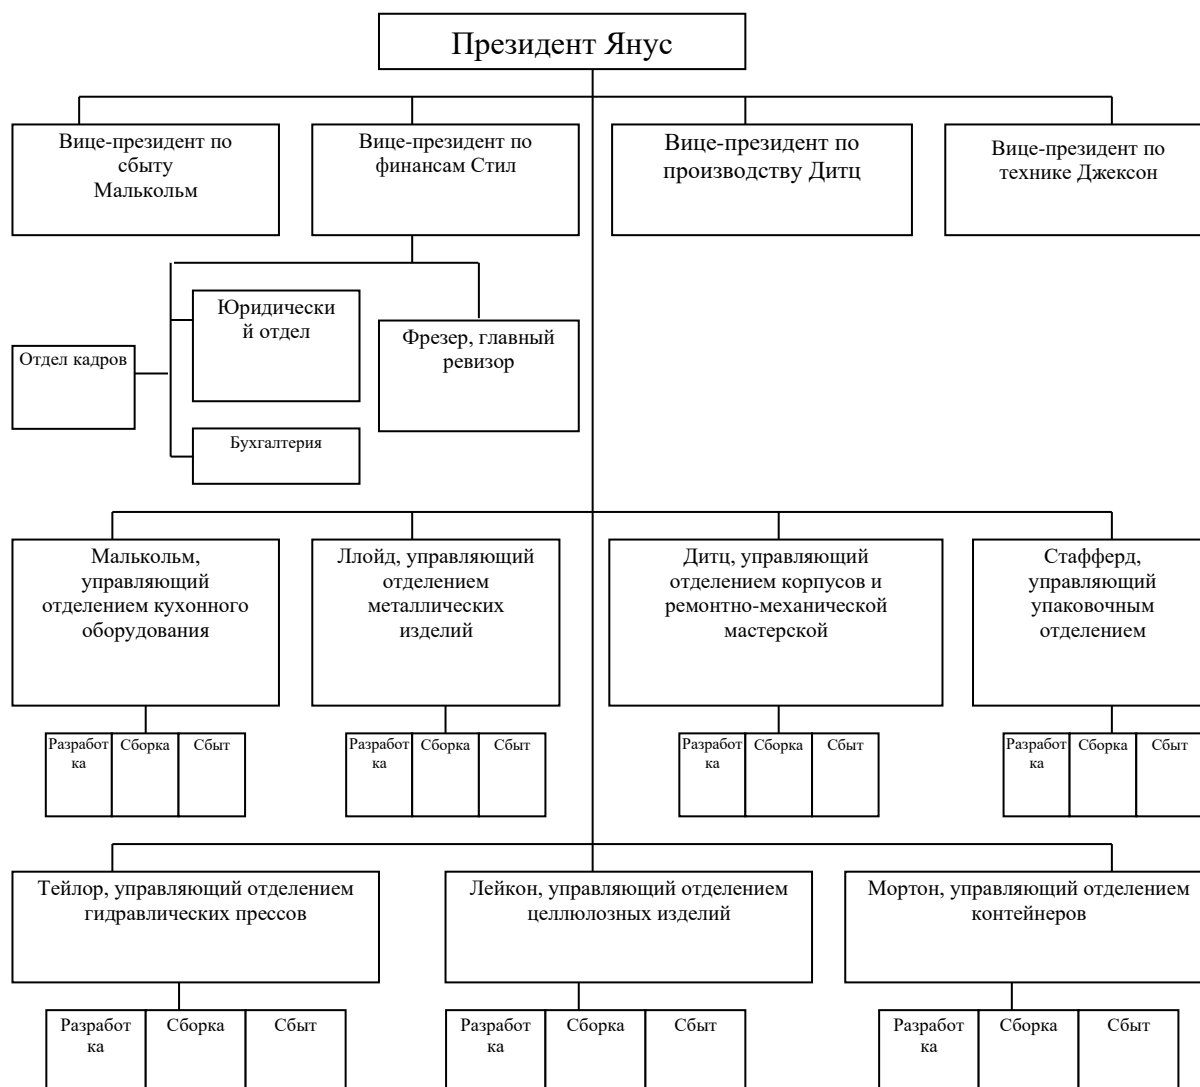 Президент Янус
Вице-президент по
сбыту
Малькольм
Вице-президент по
финансам Стил
Вице-президент по
производству Дитц
Вице-президент по
технике Джексон
Юридически
й отдел
Фрезер, главный
ревизор
Отдел кадров
Бухгалтерия
Малькольм,
управляющий
отделением кухонного
оборудования
Ллойд, управляющий
отделением
металлических
изделий
Дитц, управляющий
отделением корпусов и
ремонтно-механической
мастерской
Стафферд,
управляющий
упаковочным
отделением
Разработ
ка
Сборка
Сбыт
Разработ
ка
Сборка
Сбыт
Разработ
ка
Сборка
Сбыт
Разработ
ка
Сборка
Сбыт
Тейлор, управляющий отделением
гидравлических прессов
Лейкон, управляющий отделением
целлюлозных изделий
Мортон, управляющий отделением
контейнеров
Разработ
ка
Сборка
Сбыт
Разработ
ка
Сборка
Сбыт
Разработ
ка
Сборка
Сбыт